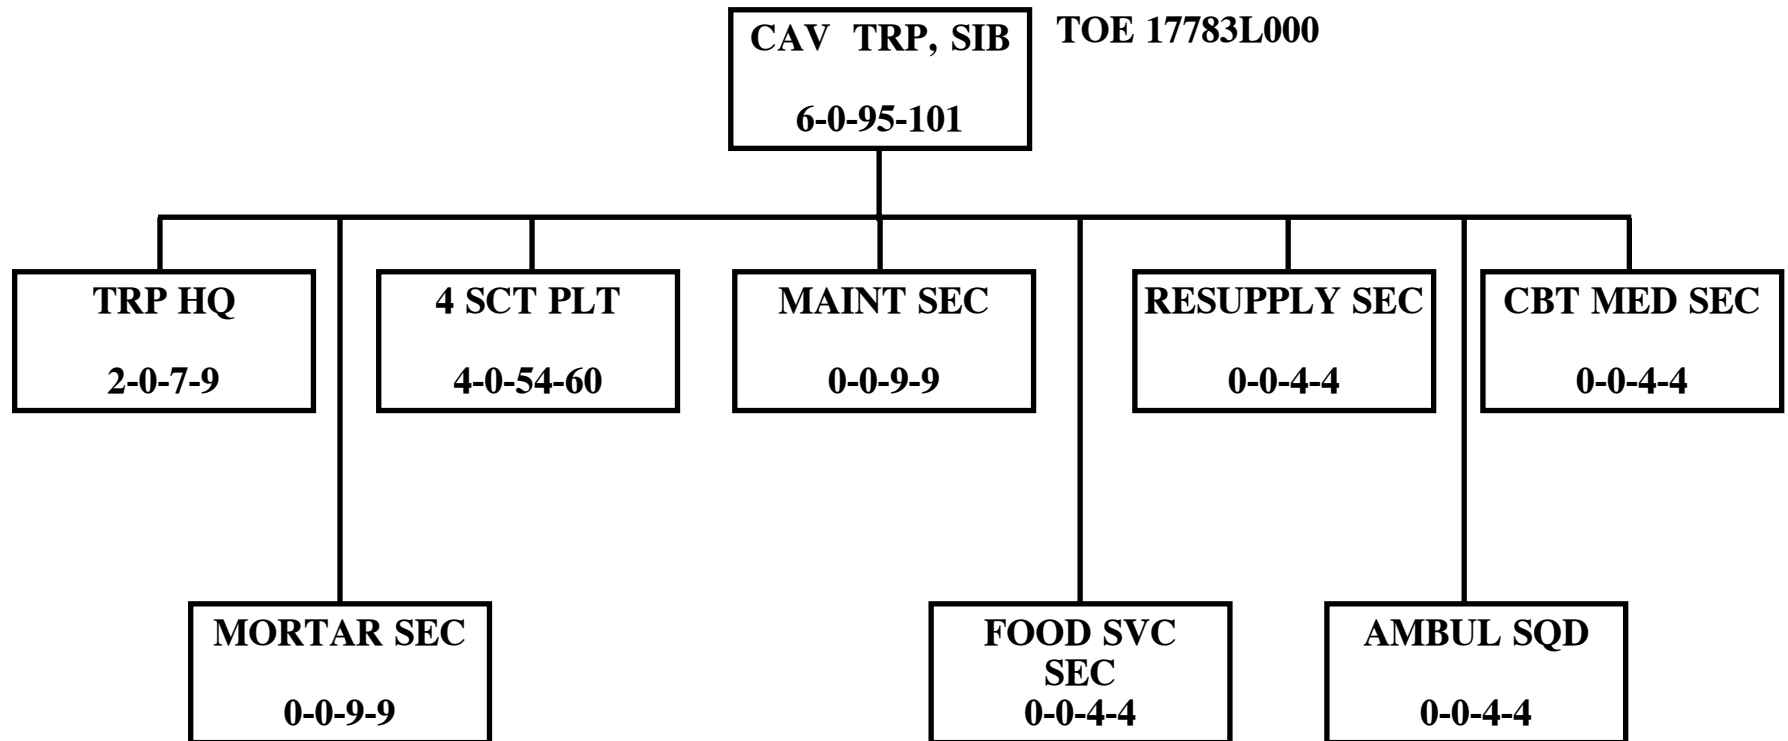 CAV TRP, SIB
6-0-95-101
TOE 17783L000
TRP HQ
2-0-7-9
4 SCT PLT
4-0-54-60
MAINT SEC
0-0-9-9
RESUPPLY SEC
0-0-4-4
CBT MED SEC
0-0-4-4
MORTAR SEC
0-0-9-9
FOOD SVC
SEC
0-0-4-4
AMBUL SQD
0-0-4-4